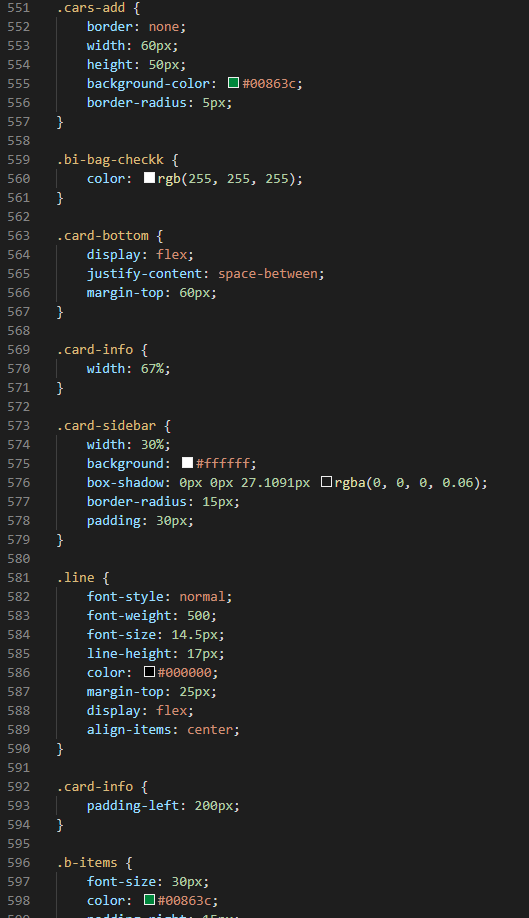 551 .cars-add {
552 border: none;
553 width: 60px;
554 height: 50px;
555 background-color: #00863c;
556 border-radius: 5px;
557 }
558
559 .bi-bag-checkk {
560 color: rgb(255, 255, 255);
561 }
562
563 .card-bottom {
564 display: flex;
565 justify-content: space-between;
566 margin-top: 60px;
567 }
568
569 .card-info {
570 width: 67%;
571 }
572
573 .card-sidebar {
574 width: 30%;
575 background: #ffffff;
576 box-shadow: 0px 0px 27.1091px rgba(0, 0, 0, 0.06);
577 border-radius: 15px;
578 padding: 30px;
579 }
580
581 .line {
582 font-style: normal;
583 font-weight: 500;
584 font-size: 14.5px;
585 line-height: 17px;
586 color: #000000;
587 margin-top: 25px;
588 display: flex;
589 align-items: center;
590 }
591
592 .card-info {
593 padding-left: 200px;
594 }
595
596 .b-items {
597 font-size: 30px;
598 color: #00863c;
599 padding-right: 15px;